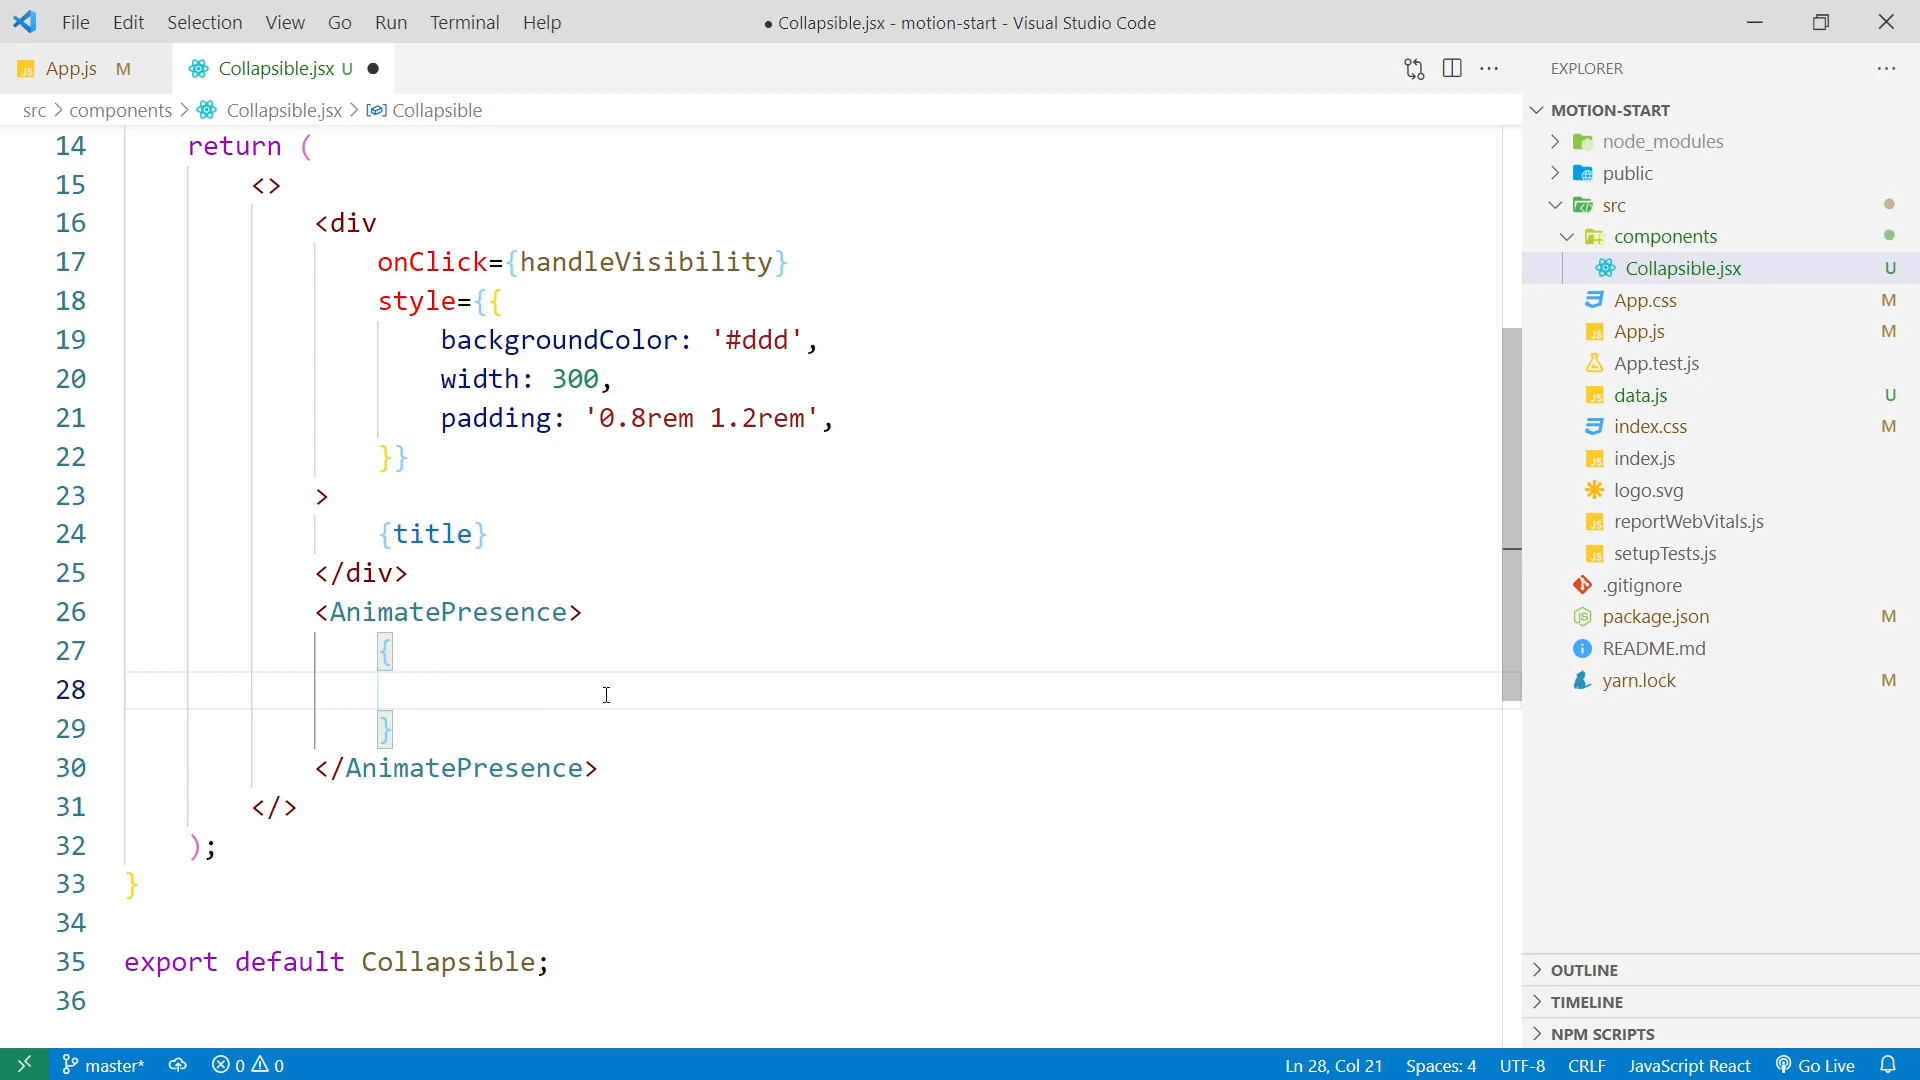 File Edit Selection View Go Run Terminal Help
● Collapsible.jsx - motion-start - Visual Studio Code
JS App.js M
Collapsible.jsx U ●
src > components > Collapsible.jsx > Collapsible
14 return (
15 <>
16 <div
17 onClick={handleVisibility}
18 style={{
19 backgroundColor: '#ddd',
20 width: 300,
21 padding: '0.8rem 1.2rem',
22 }}
23 >
24 {title}
25 </div>
26 <AnimatePresence>
27 {
28
29 }
30 </AnimatePresence>
31 </>
32 );
33 }
34
35 export default Collapsible;
36
EXPLORER
MOTION-START
node_modules
public
src
components
Collapsible.jsx U
App.css M
JS App.js M
App.test.js
JS data.js U
index.css M
JS index.js
logo.svg
JS reportWebVitals.js
JS setupTests.js
.gitignore
package.json M
README.md
yarn.lock M
OUTLINE
TIMELINE
NPM SCRIPTS
master* 0 0
Ln 28, Col 21 Spaces: 4 UTF-8 CRLF JavaScript React Go Live